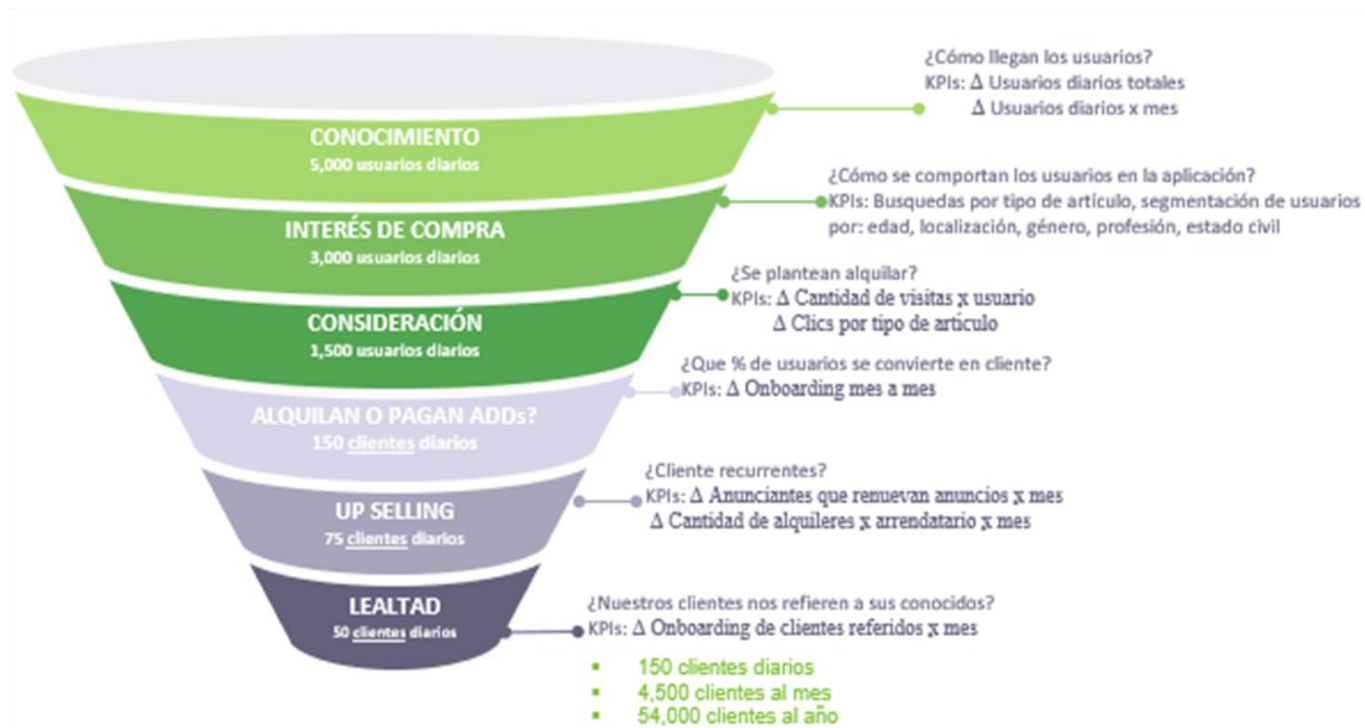 ¿Cómo llegan los usuarios?
KPIs: Δ Usuarios diarios totales
Δ Usuarios diarios x mes
CONOCIMIENTO
5,000 usuarios diarios
¿Cómo se comportan los usuarios en la aplicación?
KPIs: Busquedas por tipo de artículo, segmentación de usuarios
por: edad, localización, género, profesión, estado civil
INTERÉS DE COMPRA
3,000 usuarios diarios
¿Se plantean alquilar?
KPIs: Δ Cantidad de visitas x usuario
Δ Clics por tipo de artículo
CONSIDERACIÓN
1,500 usuarios diarios
¿Que % de usuarios se convierte en cliente?
KPIs: Δ Onboarding mes a mes
ALQUILAN O PAGAN ADDs?
150 clientes diarios
¿Cliente recurrentes?
KPIs: Δ Anunciantes que renuevan anuncios x mes
Δ Cantidad de alquileres x arrendatario x mes
UP SELLING
75 clientes diarios
¿Nuestros clientes nos refieren a sus conocidos?
KPIs: Δ Onboarding de clientes referidos x mes
LEALTAD
50 clientes diarios
▪ 150 clientes diarios
▪ 4,500 clientes al mes
▪ 54,000 clientes al año